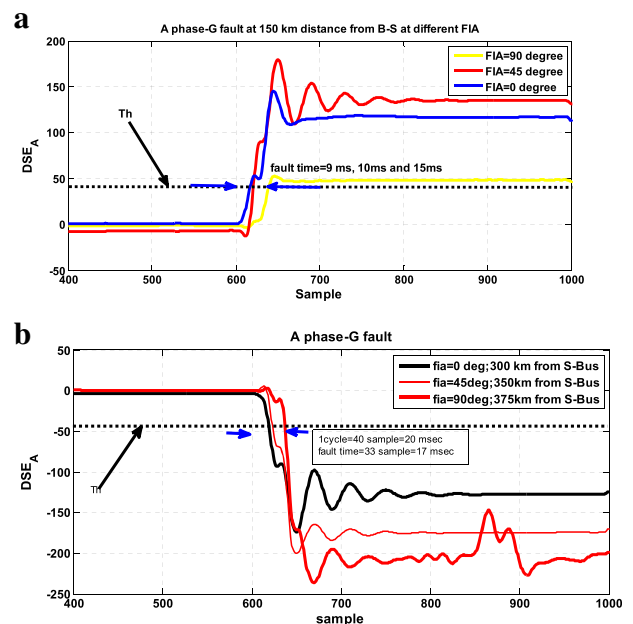 a
A phase-G fault at 150 km distance from B-S at different FIA
200
150
100
50
0
-50
DSE_A
Th
FIA=90 degree
FIA=45 degree
FIA=0 degree
fault time=9 ms, 10ms and 15ms
400 500 600 700 800 900 1000
Sample
b
A phase-G fault
50
0
-50
-100
-150
-200
-250
DSE_A
Th
fia=0 deg;300 km from S-Bus
fia=45deg;350km from S-Bus
fia=90deg;375km from S-Bus
1cycle=40 sample=20 msec
fault time=33 sample=17 msec
400 500 600 700 800 900 1000
sample